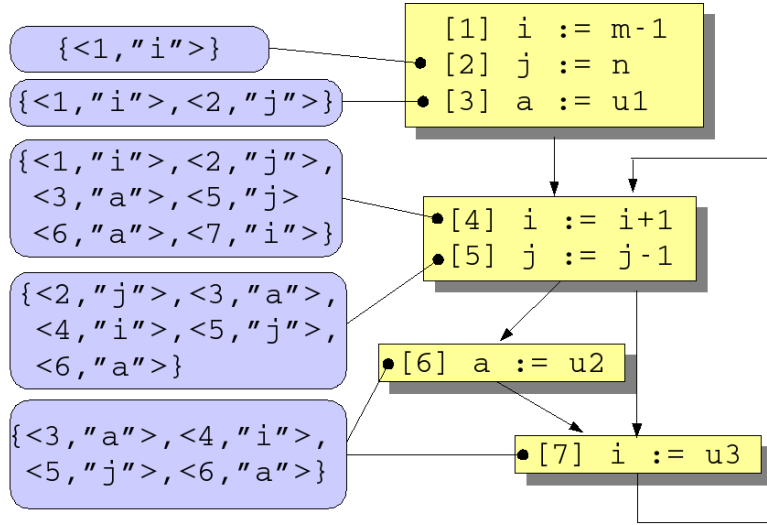 {<1,"i">}
{<1,"i">,<2,"j">}
{<1,"i">,<2,"j">,
<3,"a">,<5,"j>
<6,"a">,<7,"i">}
{<2,"j">,<3,"a">,
<4,"i">,<5,"j">,
<6,"a">}
{<3,"a">,<4,"i">,
<5,"j">,<6,"a">}
[1] i := m-1
[2] j := n
[3] a := u1
[4] i := i+1
[5] j := j-1
[6] a := u2
[7] i := u3